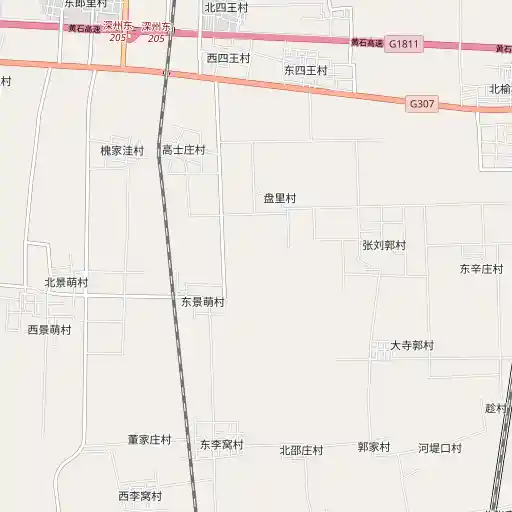 东郎里村
北四王村
深州东
205
深州东
205
黄石高速
黄石高速
G1811
黄石
西四王村
东四王村
村
北榆
G307
槐家洼村
高士庄村
盘里村
张刘郭村
东辛庄村
北景萌村
东景萌村
西景萌村
大寺郭村
趁村
董家庄村
东李窝村
北邵庄村
郭家村
河堤口村
西李窝村